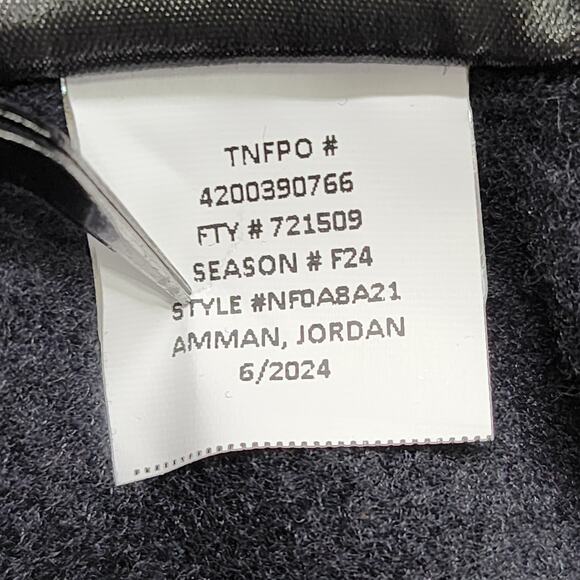 TNFPO #
4200390766
FTY # 721509
SEASON # F24
STYLE #NF0A8A21
AMMAN, JORDAN
6/2024